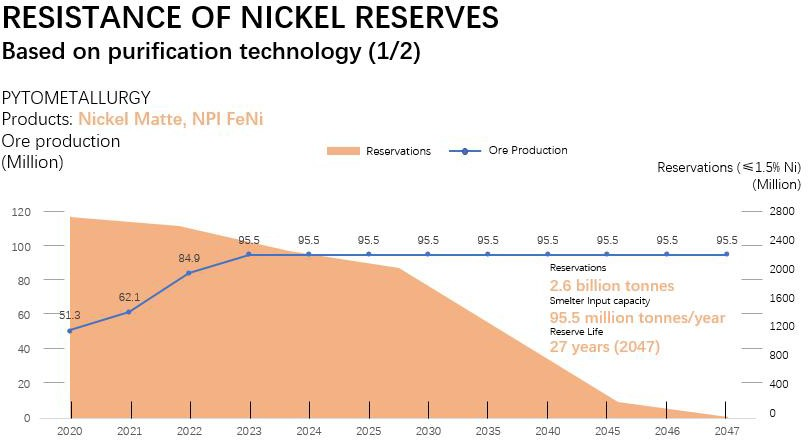 RESISTANCE OF NICKEL RESERVES
Based on purification technology (1/2)
PYTOMETALLURGY
Products: Nickel Matte, NPI FeNi
Ore production
(Million)
Reservations
Ore Production
Reservations (≤1.5% Ni)
(Million)
120
100
80
60
40
20
0
2800
2400
2000
1600
1200
800
400
0
51.3
62.1
84.9
95.5
95.5
95.5
95.5
95.5
95.5
95.5
95.5
95.5
Reservations
2.6 billion tonnes
Smelter Input capacity
95.5 million tonnes/year
Reserve Life
27 years (2047)
2020
2021
2022
2023
2024
2025
2030
2035
2040
2045
2046
2047